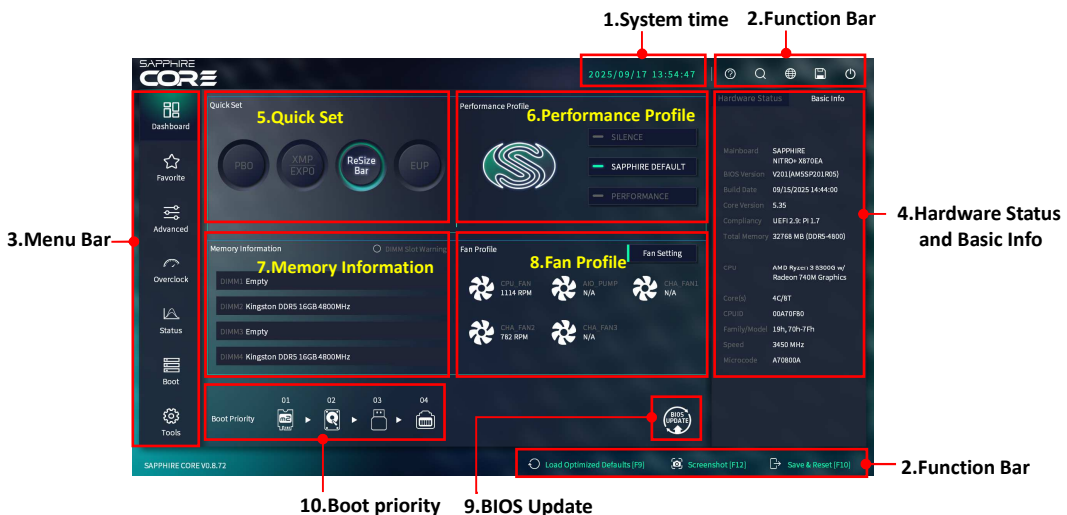 1.System time
2.Function Bar
SAPPHIRE
CORE
2025/09/17 13:54:47
Dashboard
Favorite
Advanced
Overclock
Status
Boot
Tools
3.Menu Bar
Quick Set
5.Quick Set
PBO
XMP
EXPO
ReSize
Bar
EUP
Performance Profile
6.Performance Profile
SILENCE
SAPPHIRE DEFAULT
PERFORMANCE
Hardware Status
Basic Info
Mainboard SAPPHIRE
NITRO+ X870EA
BIOS Version V201(AM5SP201R05)
Build Date 09/15/2025 14:44:00
Core Version 5.35
Compliancy UEFI 2.9; PI 1.7
Total Memory 32768 MB (DDR5-4800)
CPU AMD Ryzen 3 8300G w/
Radeon 740M Graphics
Core(s) 4C/8T
CPUID 00A70F80
Family/Model 19h, 70h-7Fh
Speed 3450 MHz
Microcode A70800A
4.Hardware Status
and Basic Info
Memory Information
DIMM Slot Warning
7.Memory Information
DIMM1 Empty
DIMM2 Kingston DDR5 16GB 4800MHz
DIMM3 Empty
DIMM4 Kingston DDR5 16GB 4800MHz
Fan Profile
8.Fan Profile
Fan Setting
CPU_FAN
1114 RPM
AIO_PUMP
N/A
CHA_FAN1
N/A
CHA_FAN2
782 RPM
CHA_FAN3
N/A
Boot Priority
01
02
03
04
m2
BIOS
UPDATE
SAPPHIRE CORE V0.8.72
Load Optimized Defaults [F9]
Screenshot [F12]
Save & Reset [F10]
2.Function Bar
10.Boot priority
9.BIOS Update